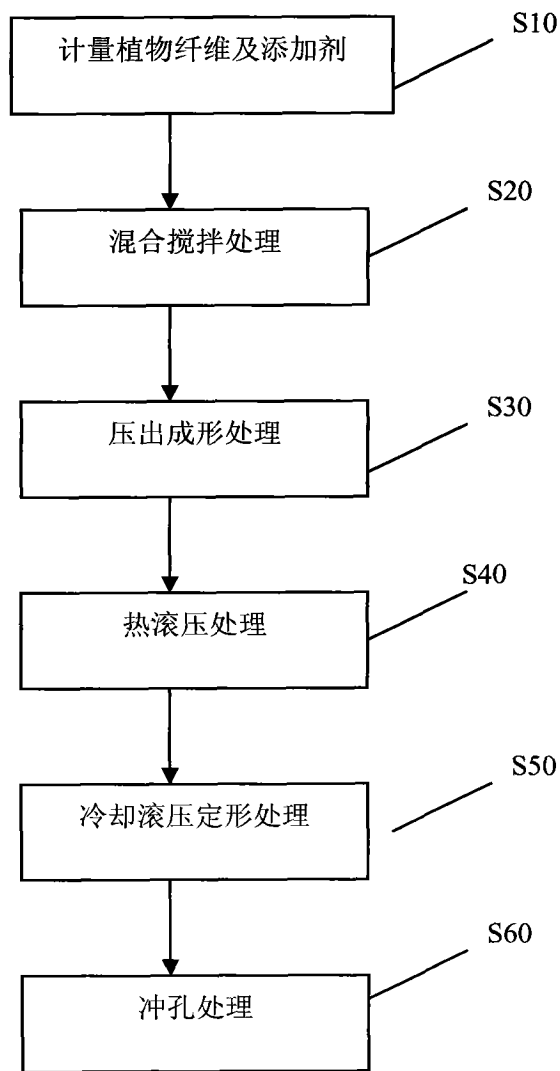 计量植物纤维及添加剂
S10
混合搅拌处理
S20
压出成形处理
S30
热滚压处理
S40
冷却滚压定形处理
S50
冲孔处理
S60